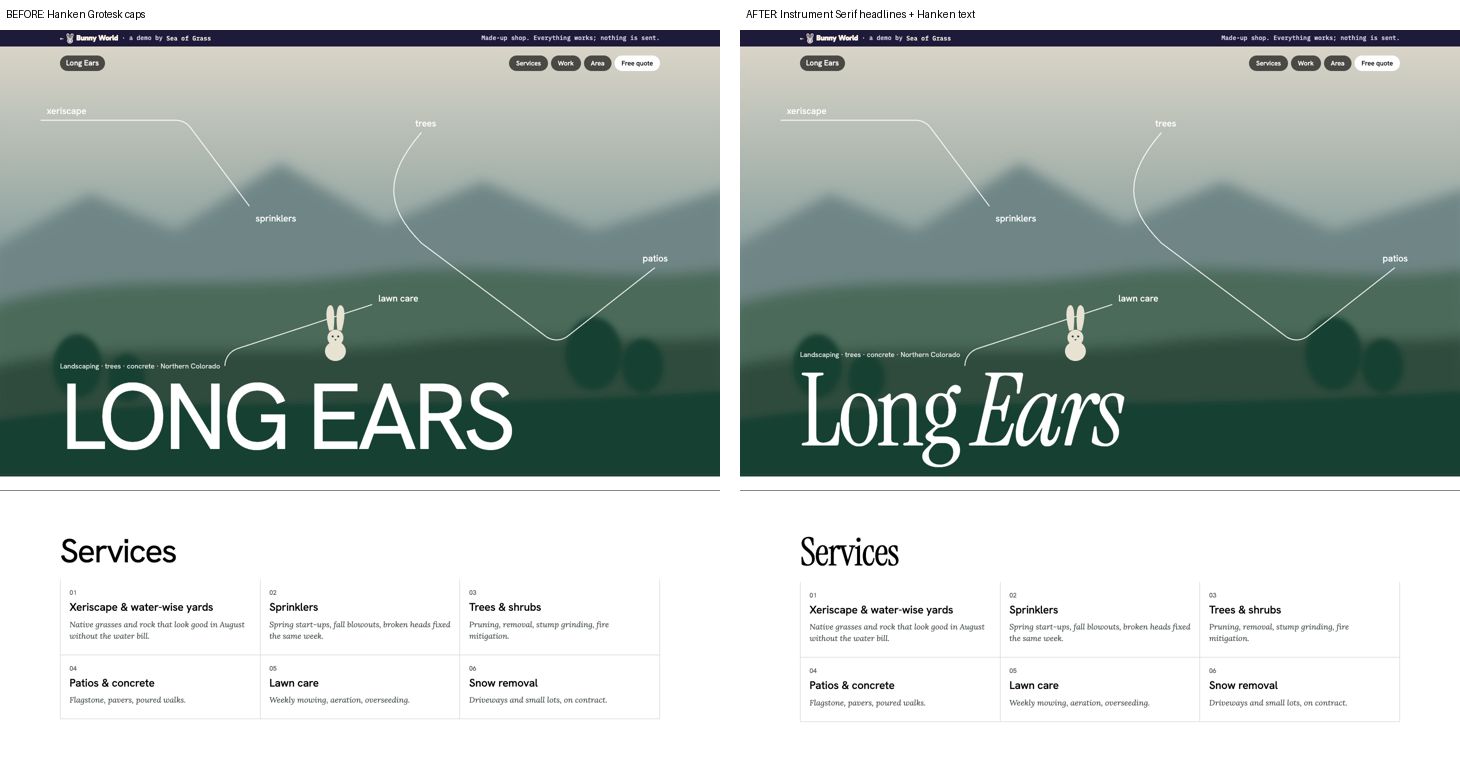 BEFORE: Hanken Grotesk caps
← Bunny World · a demo by Sea of Grass
Made-up shop. Everything works; nothing is sent.
Long Ears
Services
Work
Area
Free quote
xeriscape
trees
sprinklers
patios
lawn care
Landscaping · trees · concrete · Northern Colorado
LONG EARS
Services
01
Xeriscape & water-wise yards
Native grasses and rock that look good in August
without the water bill.
02
Sprinklers
Spring start-ups, fall blowouts, broken heads fixed
the same week.
03
Trees & shrubs
Pruning, removal, stump grinding, fire
mitigation.
04
Patios & concrete
Flagstone, pavers, poured walks.
05
Lawn care
Weekly mowing, aeration, overseeding.
06
Snow removal
Driveways and small lots, on contract.
AFTER: Instrument Serif headlines + Hanken text
← Bunny World · a demo by Sea of Grass
Made-up shop. Everything works; nothing is sent.
Long Ears
Services
Work
Area
Free quote
xeriscape
trees
sprinklers
patios
lawn care
Landscaping · trees · concrete · Northern Colorado
Long Ears
Services
01
Xeriscape & water-wise yards
Native grasses and rock that look good in August
without the water bill.
02
Sprinklers
Spring start-ups, fall blowouts, broken heads fixed
the same week.
03
Trees & shrubs
Pruning, removal, stump grinding, fire
mitigation.
04
Patios & concrete
Flagstone, pavers, poured walks.
05
Lawn care
Weekly mowing, aeration, overseeding.
06
Snow removal
Driveways and small lots, on contract.